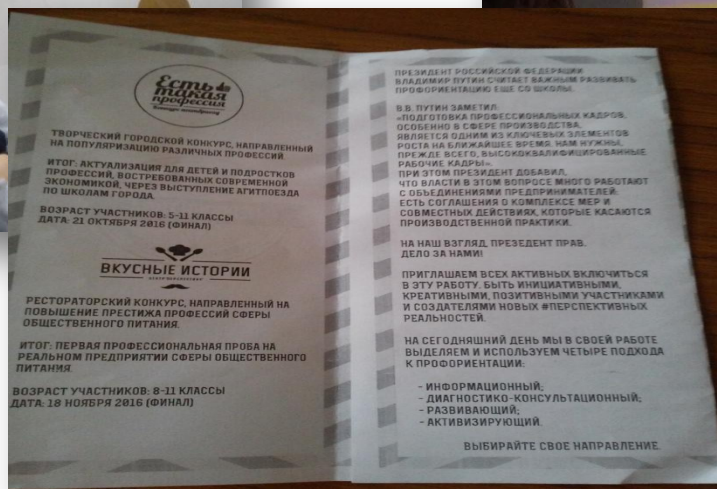 Есть
такая
профессия
ТВОРЧЕСКИЙ ГОРОДСКОЙ КОНКУРС, НАПРАВЛЕННЫЙ
НА ПОПУЛЯРИЗАЦИЮ РАЗЛИЧНЫХ ПРОФЕССИЙ.
ИТОГ: АКТУАЛИЗАЦИЯ ДЛЯ ДЕТЕЙ И ПОДРОСТКОВ
ПРОФЕССИЙ, ВОСТРЕБОВАННЫХ СОВРЕМЕННОЙ
ЭКОНОМИКОЙ, ЧЕРЕЗ ВЫСТУПЛЕНИЕ АГИТПОЕЗДА
ПО ШКОЛАМ ГОРОДА.
ВОЗРАСТ УЧАСТНИКОВ: 5-11 КЛАССЫ
ДАТА: 21 ОКТЯБРЯ 2016 (ФИНАЛ)
ВКУСНЫЕ ИСТОРИИ
РЕСТОРАТОРСКИЙ КОНКУРС, НАПРАВЛЕННЫЙ НА
ПОВЫШЕНИЕ ПРЕСТИЖА ПРОФЕССИЙ СФЕРЫ
ОБЩЕСТВЕННОГО ПИТАНИЯ.
ИТОГ: ПЕРВАЯ ПРОФЕССИОНАЛЬНАЯ ПРОБА НА
РЕАЛЬНОМ ПРЕДПРИЯТИИ СФЕРЫ ОБЩЕСТВЕННОГО
ПИТАНИЯ.
ВОЗРАСТ УЧАСТНИКОВ: 8-11 КЛАССЫ
ДАТА: 18 НОЯБРЯ 2016 (ФИНАЛ)
ПРЕЗИДЕНТ РОССИЙСКОЙ ФЕДЕРАЦИИ
ВЛАДИМИР ПУТИН СЧИТАЕТ ВАЖНЫМ РАЗВИВАТЬ
ПРОФОРИЕНТАЦИЮ ЕЩЕ СО ШКОЛЫ.
В.В. ПУТИН ЗАМЕТИЛ:
«ПОДГОТОВКА ПРОФЕССИОНАЛЬНЫХ КАДРОВ,
ОСОБЕННО В СФЕРЕ ПРОИЗВОДСТВА,
ЯВЛЯЕТСЯ ОДНИМ ИЗ КЛЮЧЕВЫХ ЭЛЕМЕНТОВ
РОСТА НА БЛИЖАЙШЕЕ ВРЕМЯ. НАМ НУЖНЫ,
ПРЕЖДЕ ВСЕГО, ВЫСОКОКВАЛИФИЦИРОВАННЫЕ
РАБОЧИЕ КАДРЫ».
ПРИ ЭТОМ ПРЕЗИДЕНТ ДОБАВИЛ,
ЧТО ВЛАСТИ В ЭТОМ ВОПРОСЕ МНОГО РАБОТАЮТ
С ОБЪЕДИНЕНИЯМИ ПРЕДПРИНИМАТЕЛЕЙ:
ЕСТЬ СОГЛАШЕНИЯ О КОМПЛЕКСЕ МЕР И
СОВМЕСТНЫХ ДЕЙСТВИЯХ, КОТОРЫЕ КАСАЮТСЯ
ПРОИЗВОДСТВЕННОЙ ПРАКТИКИ.
НА НАШ ВЗГЛЯД, ПРЕЗЕДЕНТ ПРАВ.
ДЕЛО ЗА НАМИ!
ПРИГЛАШАЕМ ВСЕХ АКТИВНЫХ ВКЛЮЧИТЬСЯ
В ЭТУ РАБОТУ. БЫТЬ ИНИЦИАТИВНЫМИ,
КРЕАТИВНЫМИ, ПОЗИТИВНЫМИ УЧАСТНИКАМИ
И СОЗДАТЕЛЯМИ НОВЫХ #ПЕРСПЕКТИВНЫХ
РЕАЛЬНОСТЕЙ.
НА СЕГОДНЯШНИЙ ДЕНЬ МЫ В СВОЕЙ РАБОТЕ
ВЫДЕЛЯЕМ И ИСПОЛЬЗУЕМ ЧЕТЫРЕ ПОДХОДА
К ПРОФОРИЕНТАЦИИ:
- ИНФОРМАЦИОННЫЙ;
- ДИАГНОСТИКО-КОНСУЛЬТАЦИОННЫЙ;
- РАЗВИВАЮЩИЙ;
- АКТИВИЗИРУЮЩИЙ.
ВЫБИРАЙТЕ СВОЕ НАПРАВЛЕНИЕ.